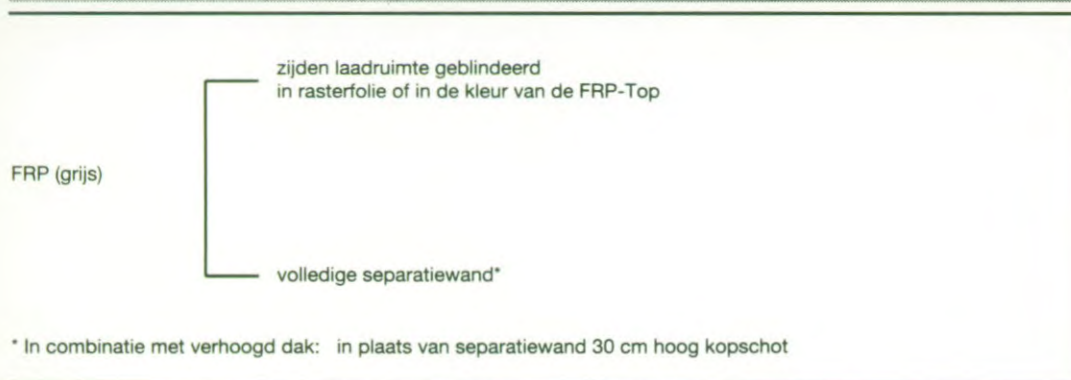 zijden laadruimte geblindeerd
in rasterfolie of in de kleur van de FRP-Top
FRP (grijs)
volledige separatiewand*
* In combinatie met verhoogd dak: in plaats van separatiewand 30 cm hoog kopschot